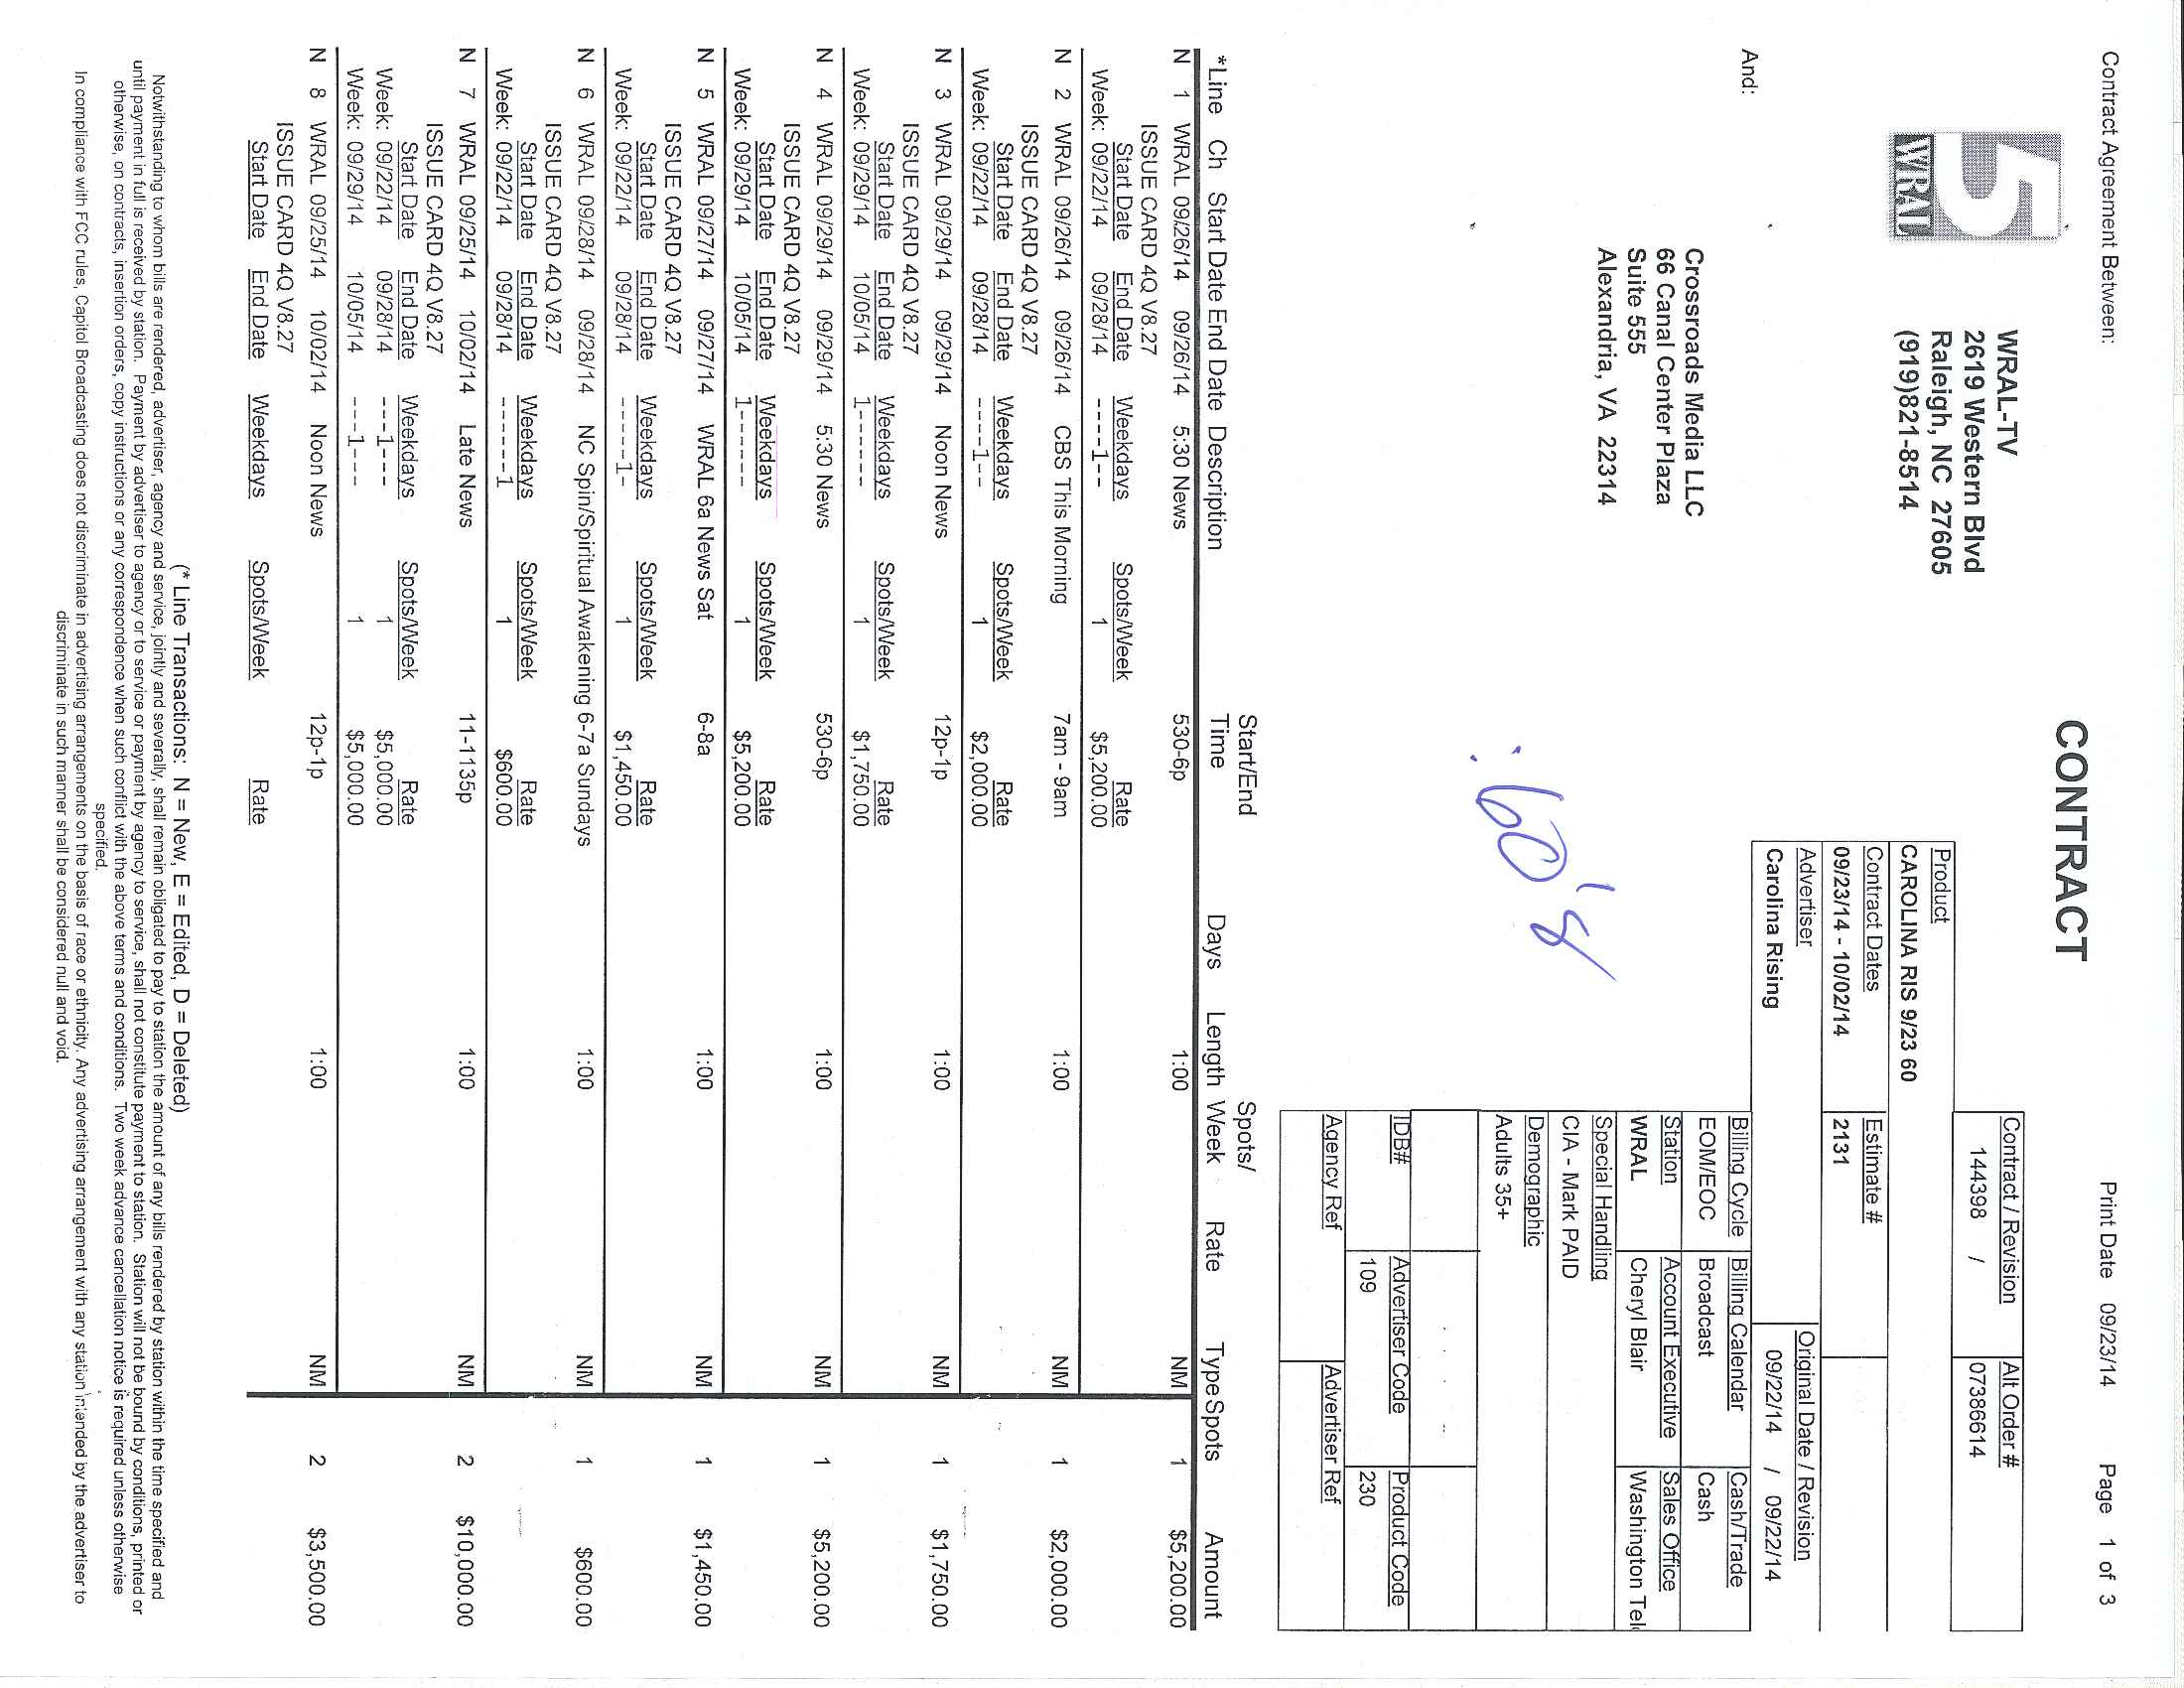 Contract Agreement Between:
Print Date 09/23/14 Page 1 of 3
CONTRACT
5
WRAL
WRAL-TV
2619 Western Blvd
Raleigh, NC 27605
(919)821-8514
Contract / Revision Alt Order #
144398 / 07386614
Product
CAROLINA RIS 9/23 60
Contract Dates Estimate #
09/23/14 - 10/02/14 2131
Advertiser Original Date / Revision
Carolina Rising 09/22/14 / 09/22/14
And:
Crossroads Media LLC
66 Canal Center Plaza
Suite 555
Alexandria, VA 22314
Billing Cycle Billing Calendar Cash/Trade
EOM/EOC Broadcast Cash
Station Account Executive Sales Office
WRAL Cheryl Blair Washington Tel
Special Handling
CIA - Mark PAID
Demographic
Adults 35+
IDB# Advertiser Code Product Code
109 230
Agency Ref Advertiser Ref
:60's
*Line Ch Start Date End Date Description Start/End Time Days Length Spots/Week Rate Type Spots Amount
N 1 WRAL 09/26/14 09/26/14 5:30 News 530-6p 1:00 NM 1 $5,200.00
ISSUE CARD 4Q V8.27
Start Date End Date Weekdays Spots/Week Rate
Week: 09/22/14 09/28/14 ----1-- 1 $5,200.00
N 2 WRAL 09/26/14 09/26/14 CBS This Morning 7am - 9am 1:00 NM 1 $2,000.00
ISSUE CARD 4Q V8.27
Start Date End Date Weekdays Spots/Week Rate
Week: 09/22/14 09/28/14 ----1-- 1 $2,000.00
N 3 WRAL 09/29/14 09/29/14 Noon News 12p-1p 1:00 NM 1 $1,750.00
ISSUE CARD 4Q V8.27
Start Date End Date Weekdays Spots/Week Rate
Week: 09/29/14 10/05/14 1------ 1 $1,750.00
N 4 WRAL 09/29/14 09/29/14 5:30 News 530-6p 1:00 NM 1 $5,200.00
ISSUE CARD 4Q V8.27
Start Date End Date Weekdays Spots/Week Rate
Week: 09/29/14 10/05/14 1------ 1 $5,200.00
N 5 WRAL 09/27/14 09/27/14 WRAL 6a News Sat 6-8a 1:00 NM 1 $1,450.00
ISSUE CARD 4Q V8.27
Start Date End Date Weekdays Spots/Week Rate
Week: 09/22/14 09/28/14 -----1- 1 $1,450.00
N 6 WRAL 09/28/14 09/28/14 NC Spin/Spiritual Awakening 6-7a Sundays 1:00 NM 1 $600.00
ISSUE CARD 4Q V8.27
Start Date End Date Weekdays Spots/Week Rate
Week: 09/22/14 09/28/14 ------1 1 $600.00
N 7 WRAL 09/25/14 10/02/14 Late News 11-1135p 1:00 NM 2 $10,000.00
ISSUE CARD 4Q V8.27
Start Date End Date Weekdays Spots/Week Rate
Week: 09/22/14 09/28/14 ---1--- 1 $5,000.00
Week: 09/29/14 10/05/14 ---1--- 1 $5,000.00
N 8 WRAL 09/25/14 10/02/14 Noon News 12p-1p 1:00 NM 2 $3,500.00
ISSUE CARD 4Q V8.27
Start Date End Date Weekdays Spots/Week Rate
(* Line Transactions: N = New, E = Edited, D = Deleted)
Notwithstanding to whom bills are rendered, advertiser, agency and service, jointly and severally, shall remain obligated to pay to station the amount of any bills rendered by station within the time specified and
until payment in full is received by station. Payment by advertiser to agency or to service or payment by agency to service, shall not constitute payment to station. Station will not be bound by conditions, printed or
otherwise, on contracts, insertion orders, copy instructions or any correspondence when such conflict with the above terms and conditions. Two week advance cancellation notice is required unless otherwise
specified.
In compliance with FCC rules, Capitol Broadcasting does not discriminate in advertising arrangements on the basis of race or ethnicity. Any advertising arrangement with any station intended by the advertiser to
discriminate in such manner shall be considered null and void.